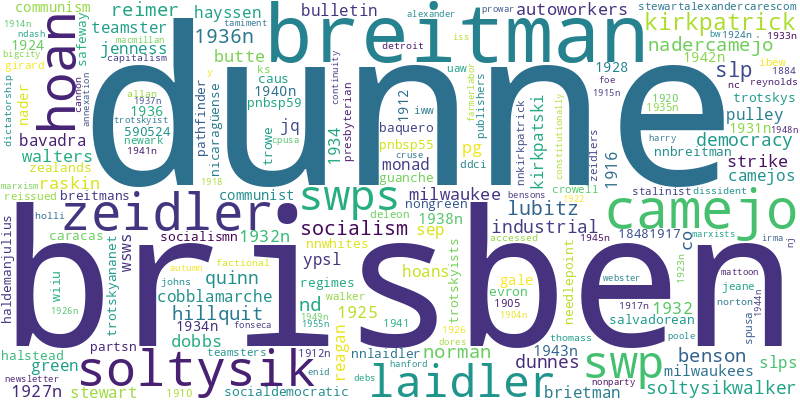 communism reimer hayssen breitman bulletin autoworkers alexander prowar stewartalexandercarescom
tamiment
1914n bigcity teamster 1936n macmillan iss kirkpatrick
ndash safeway capitalism detroit bw 1924n 1933n
1924 jenness butte caus ks 1928 uaw farmerlabor nadercamejo ibew 1884
girard hoan dunne y continuity foe slp 1942n nc reynolds
dictatorship cannon annexation nader allan 1937n 1940n 1915n 1920 trotskys
trotskyist pnbsp59 1912 iww publishers 1935n
1936 pathfinder nicaraguense jq 1934 presbyterian pulley 1931n 1948n
590524 trowe baquero constitutionally harry democracy
bavadra newark cpusa pnbsp55 cruse pg nnkirkpatrick kirkpatski zeidlers 1916
walters 1941n monad ddci nnbreitman strike
zealands raskin guanche crowell camejos
marxism communist 1918 swps milwaukee bensons stalinist dissident
reissued breitmans nongreen lubitz 1922 camejo
holli zeidler deleon socialism 1938n industrial 18481917 marxists
haldemanjulius caracas socialismn 1932n nnwhites sep accessed 1945n co irma nj
wsws autumn factional ypsl hoans trotskyists gale needlepoint 1923n mattoon
trotskyananet wiiu quinn regimes evron webster 1932 jeane
1926n johns cobblamarche nd walker 1905 1917n salvadorean norton 1944n
brisben
hillquit 1949n 1925 1926 1904n spusa
partsn 1934n fonseca 1955n 1941 dores thomass poole
halstead dobbs 1912n reagan nnlaidler norman 1943n benson
green teamsters hanford dunnes swp milwaukees slps
newsletter soltysik enid debs laidler nonparty
1927n stewart 1910 socialdemocratic brietman soltysikwalker